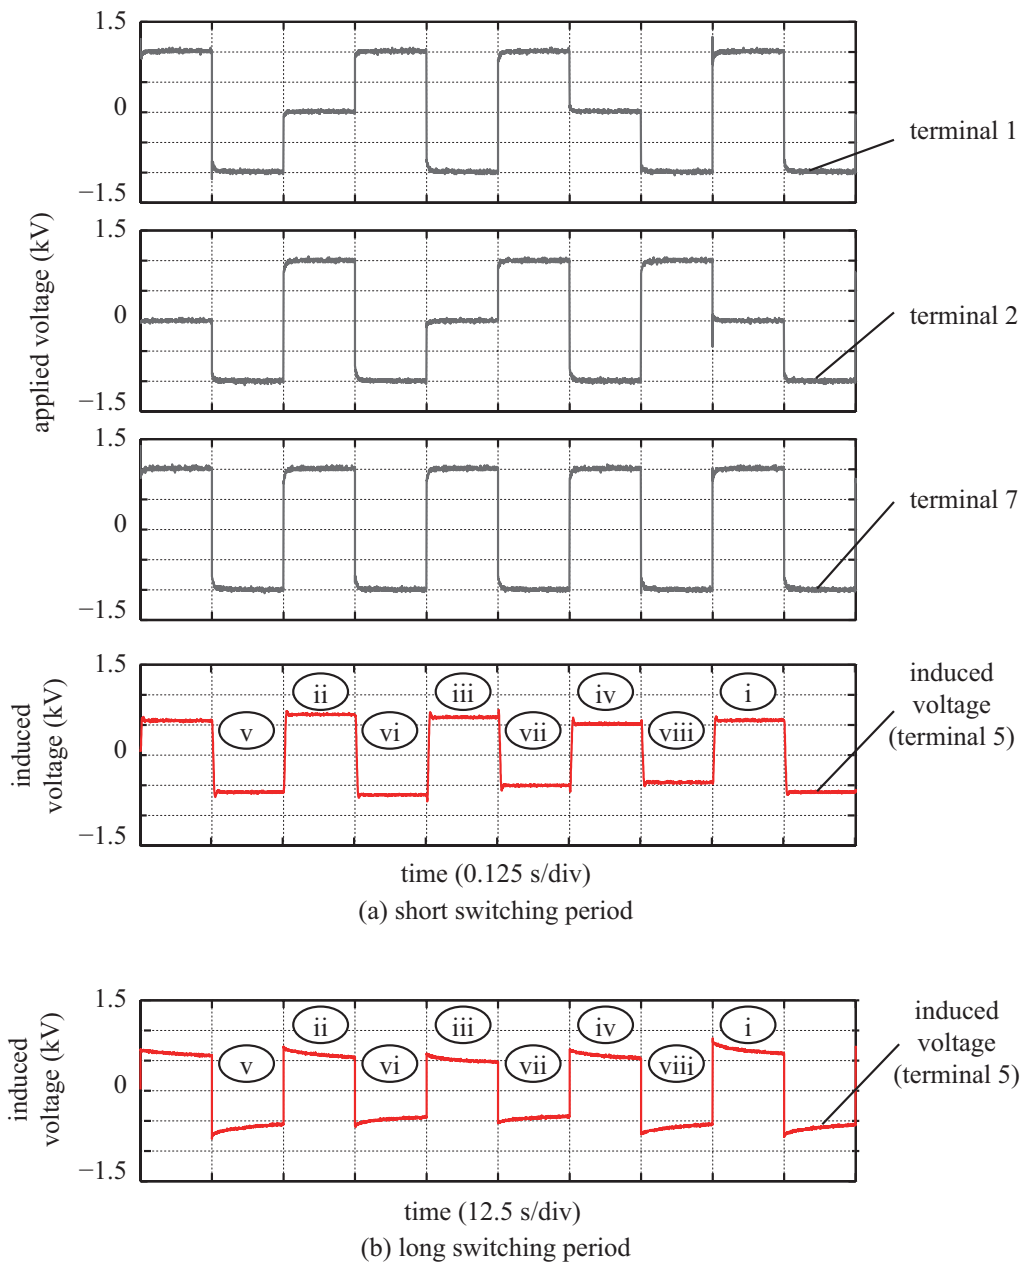 1.5
0
−1.5
terminal 1
applied voltage (kV)
1.5
0
−1.5
terminal 2
1.5
0
−1.5
terminal 7
induced
voltage (kV)
1.5
0
−1.5
ii
iii
iv
i
v
vi
vii
viii
induced
voltage
(terminal 5)
time (0.125 s/div)
(a) short switching period
induced
voltage (kV)
1.5
0
−1.5
ii
iii
iv
i
v
vi
vii
viii
induced
voltage
(terminal 5)
time (12.5 s/div)
(b) long switching period